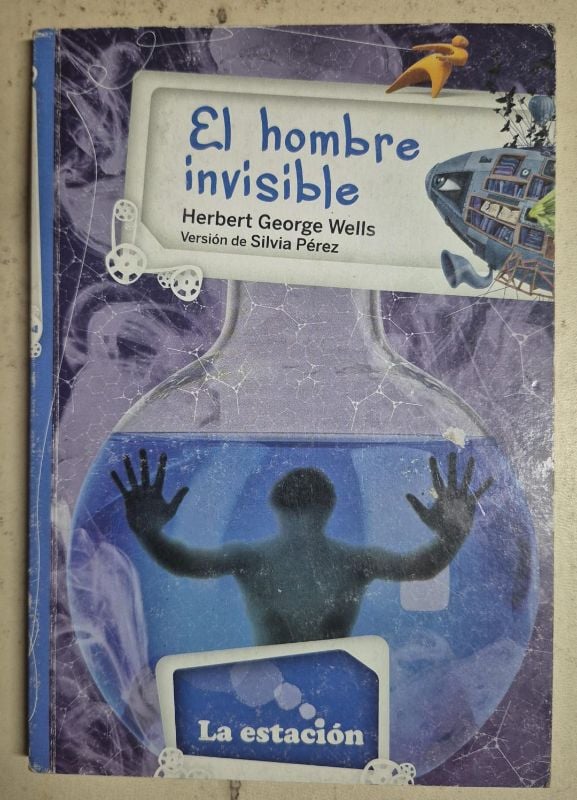 El hombre
invisible
Herbert George Wells
Versión de Silvia Pérez
La estación